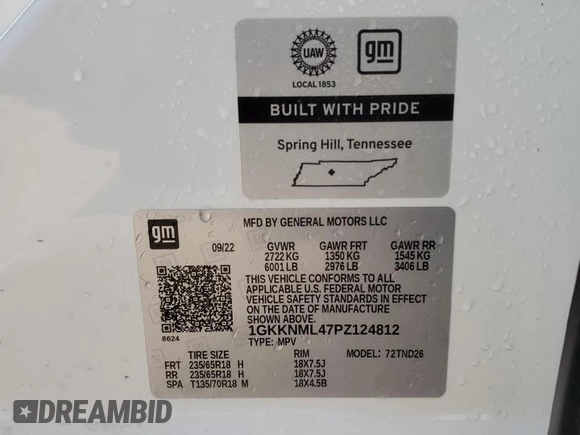 UAW
gm
LOCAL 1853
BUILT WITH PRIDE
Spring Hill, Tennessee
gm
MFD BY GENERAL MOTORS LLC
09/22 GVWR GAWR FRT GAWR RR
2722 KG 1350 KG 1545 KG
6001 LB 2976 LB 3406 LB
THIS VEHICLE CONFORMS TO ALL
APPLICABLE U.S. FEDERAL MOTOR
VEHICLE SAFETY STANDARDS IN EFFECT
ON THE DATE OF MANUFACTURE
SHOWN ABOVE.
1GKKNML47PZ124812
8624
TYPE: MPV
TIRE SIZE RIM MODEL: 72TND26
FRT 235/65R18 H 18X7.5J
RR 235/65R18 H 18X7.5J
SPA T135/70R18 M 18X4.5B
DREAMBID